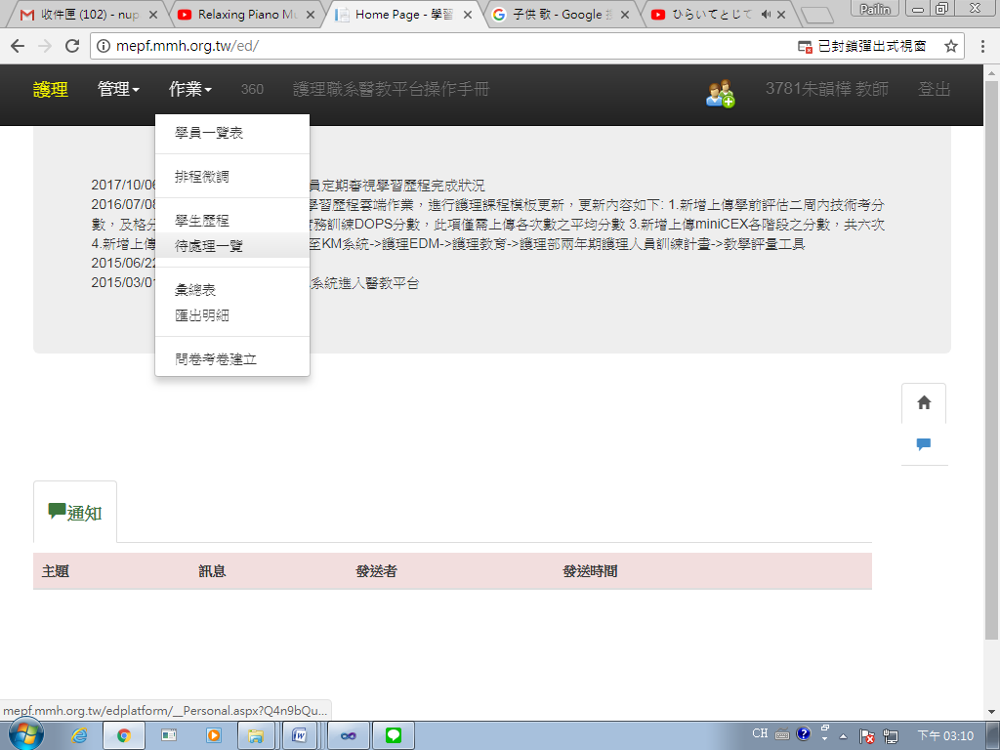 收件匣 (102) - nup
Relaxing Piano Mu
Home Page - 學習
子供 歌 - Google
ひらいてとじて
Pailin
mepf.mmh.org.tw/ed/
已封鎖彈出式視窗
護理 管理 作業 360 護理職系醫教平台操作手冊 3781朱韻樺 教師 登出
學員一覽表
排程微調
學生歷程
待處理一覽
彙總表
匯出明細
問卷考卷建立
2017/10/06 員定期審視學習歷程完成狀況
2016/07/08 學習歷程雲端作業，進行護理課程模板更新，更新內容如下: 1.新增上傳學前評估二周內技術考分
數，及格分 實務訓練DOPS分數，此項僅需上傳各次數之平均分數 3.新增上傳miniCEX各階段之分數，共六次
4.新增上傳 至KM系統->護理EDM->護理教育->護理部兩年期護理人員訓練計畫->教學評量工具
2015/06/22
2015/03/01 系統進入醫教平台
通知
主題 訊息 發送者 發送時間
mepf.mmh.org.tw/edplatform/__Personal.aspx?Q4n9bQu...
CH
下午 03:10